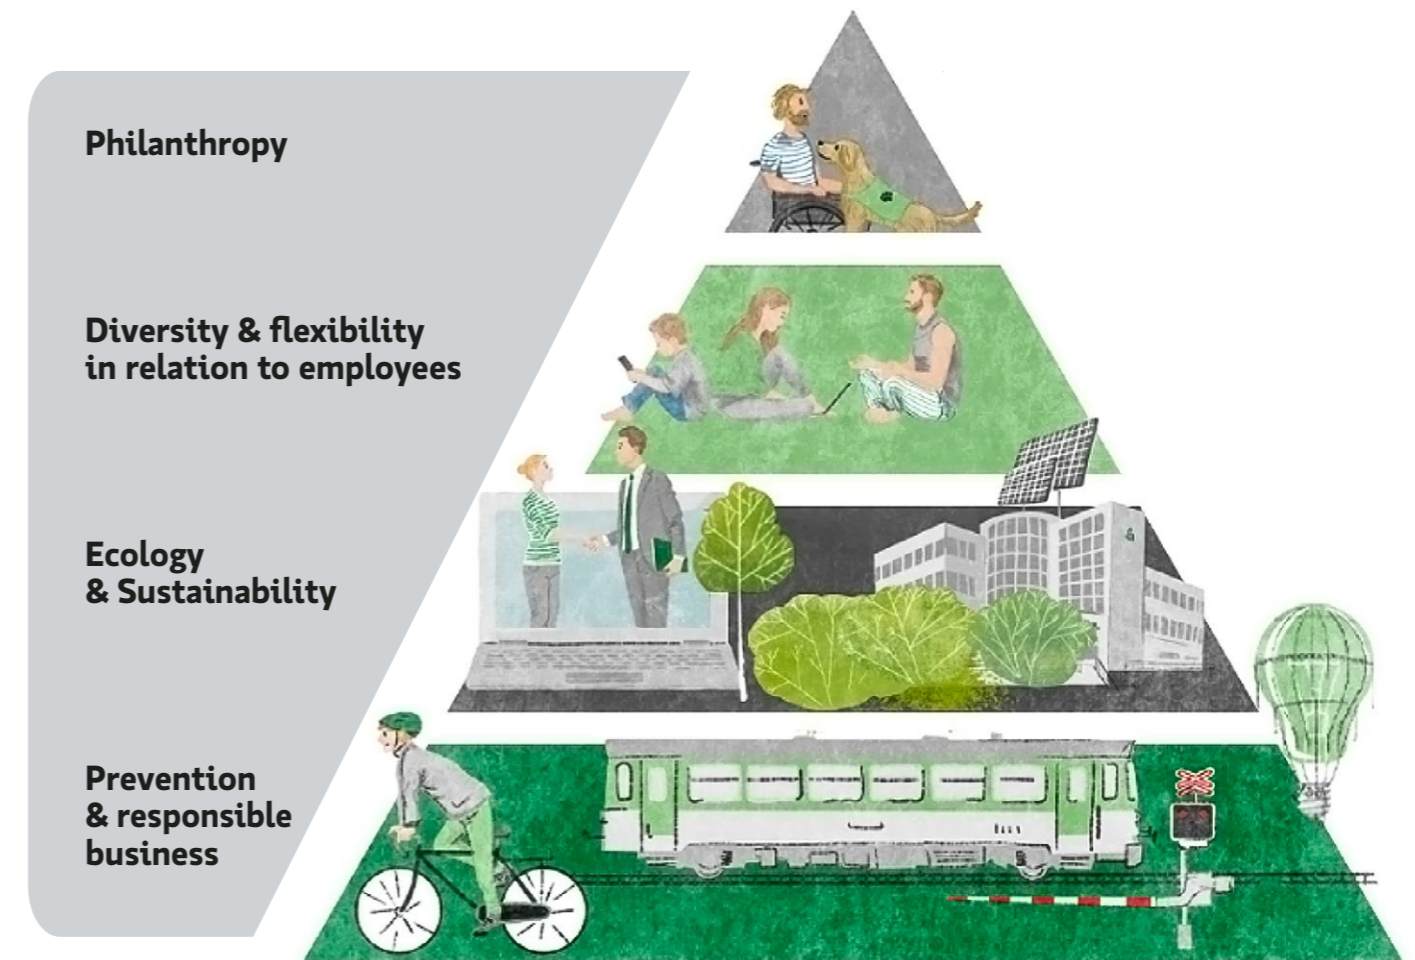 Philanthropy
Diversity & flexibility
in relation to employees
Ecology
& Sustainability
Prevention
& responsible
business